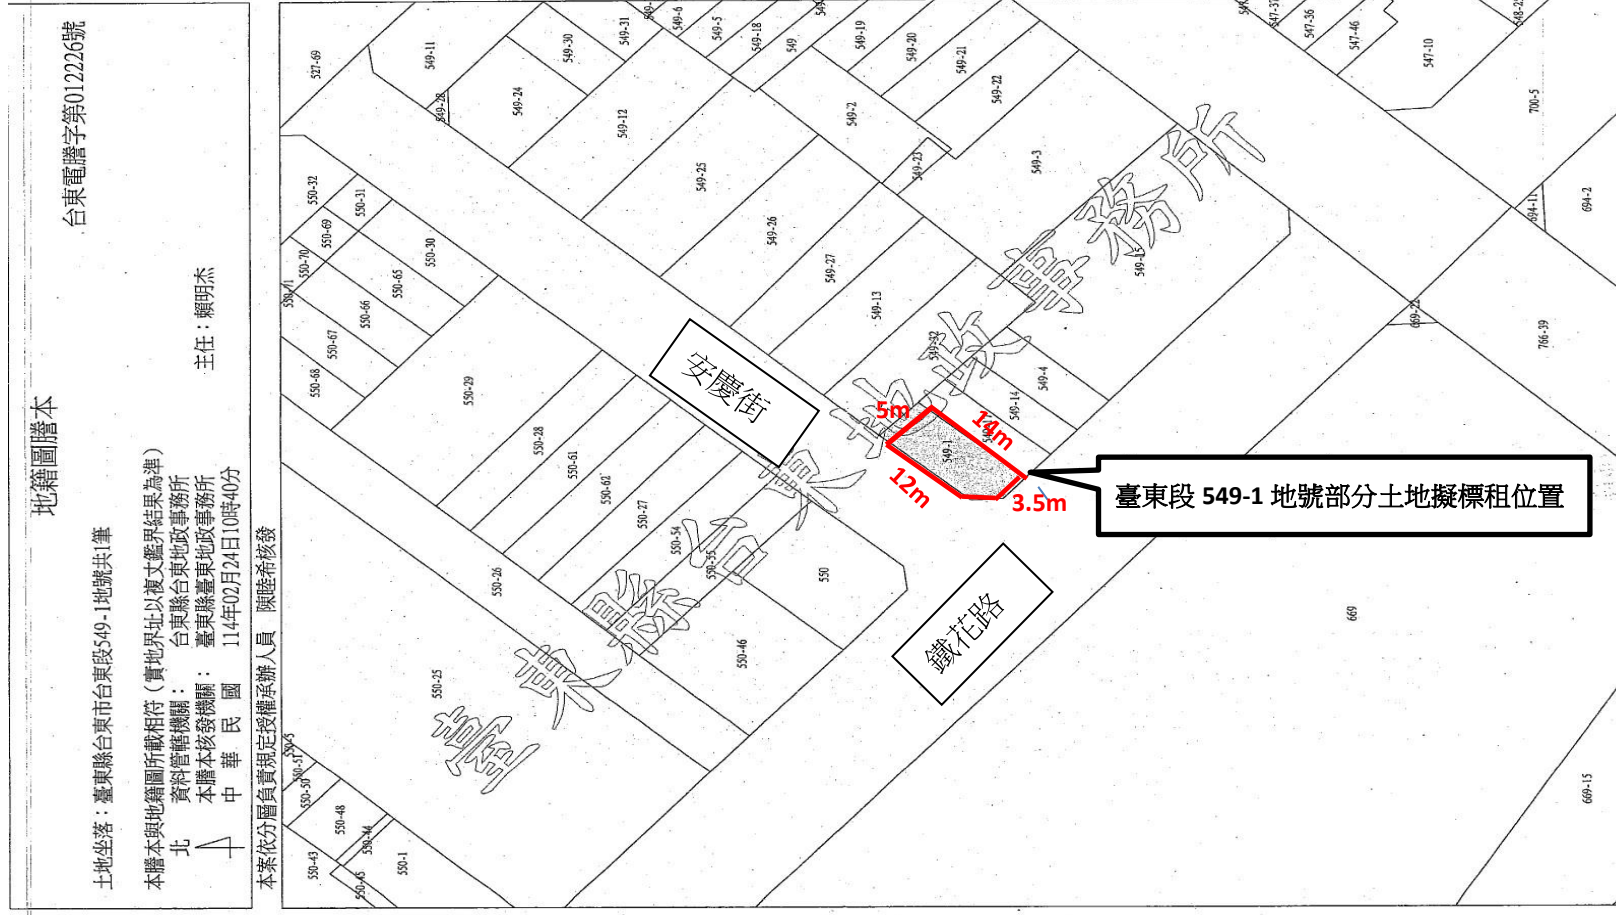 地籍圖謄本
台東電謄字第012226號
土地坐落：臺東縣台東市台東段549-1地號共1筆
本謄本與地籍圖所載相符（實地界址以複丈鑑界結果為準）
北
資料管轄機關：
台東縣台東地政事務所
本謄本核發機關：
臺東縣臺東地政事務所
主任：賴明杰
中華民國
114年02月24日10時40分
本案依分層負責規定授權承辦人員
陳睦希核發
臺東縣台東地政事務所
527-69
549-11
549-28
549-24
549-30
549-31
549-6
549-5
549-18
549
549-19
549-20
549-21
549-22
549-2
549-12
549-25
549-23
549-3
549-26
549-27
549-13
549-32
549-15
549-4
549-14
549-1
547-36
547-46
547-10
700-5
694-11
694-2
669-22
766-39
669
669-15
550-32
550-31
550-69
550-70
550-30
550-65
550-66
550-67
550-68
550-29
550-28
550-61
550-62
550-27
550-54
550-55
550
550-26
550-46
550-25
550-50
550-48
550-44
550-43
550-45
550-1
安慶街
鐵花路
5m
14m
12m
3.5m
臺東段 549-1 地號部分土地擬標租位置